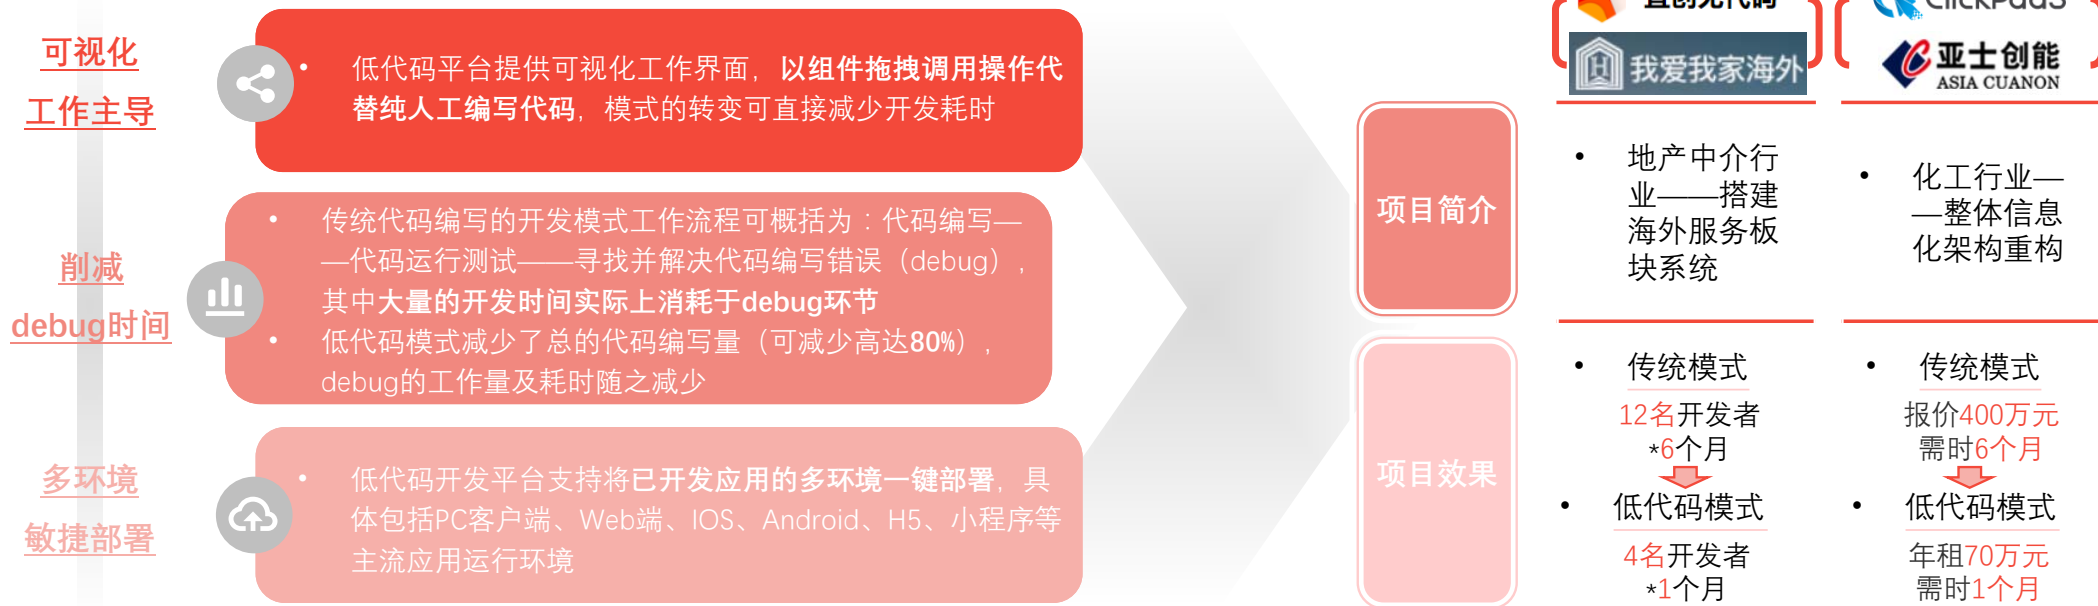 可视化
工作主导
• 低代码平台提供可视化工作界面，以组件拖拽调用操作代
替纯人工编写代码，模式的转变可直接减少开发耗时
削减
debug时间
• 传统代码编写的开发模式工作流程可概括为：代码编写—
—代码运行测试——寻找并解决代码编写错误（debug），
其中大量的开发时间实际上消耗于debug环节
• 低代码模式减少了总的代码编写量（可减少高达80%），
debug的工作量及耗时随之减少
多环境
敏捷部署
• 低代码开发平台支持将已开发应用的多环境一键部署，具
体包括PC客户端、Web端、IOS、Android、H5、小程序等
主流应用运行环境
项目简介
项目效果
我爱我家海外
• 地产中介行
业——搭建
海外服务板
块系统
• 传统模式
12名开发者
*6个月
• 低代码模式
4名开发者
*1个月
ClickPaaS
亚士创能
ASIA CUANON
• 化工行业—
—整体信息
化架构重构
• 传统模式
报价400万元
需时6个月
• 低代码模式
年租70万元
需时1个月